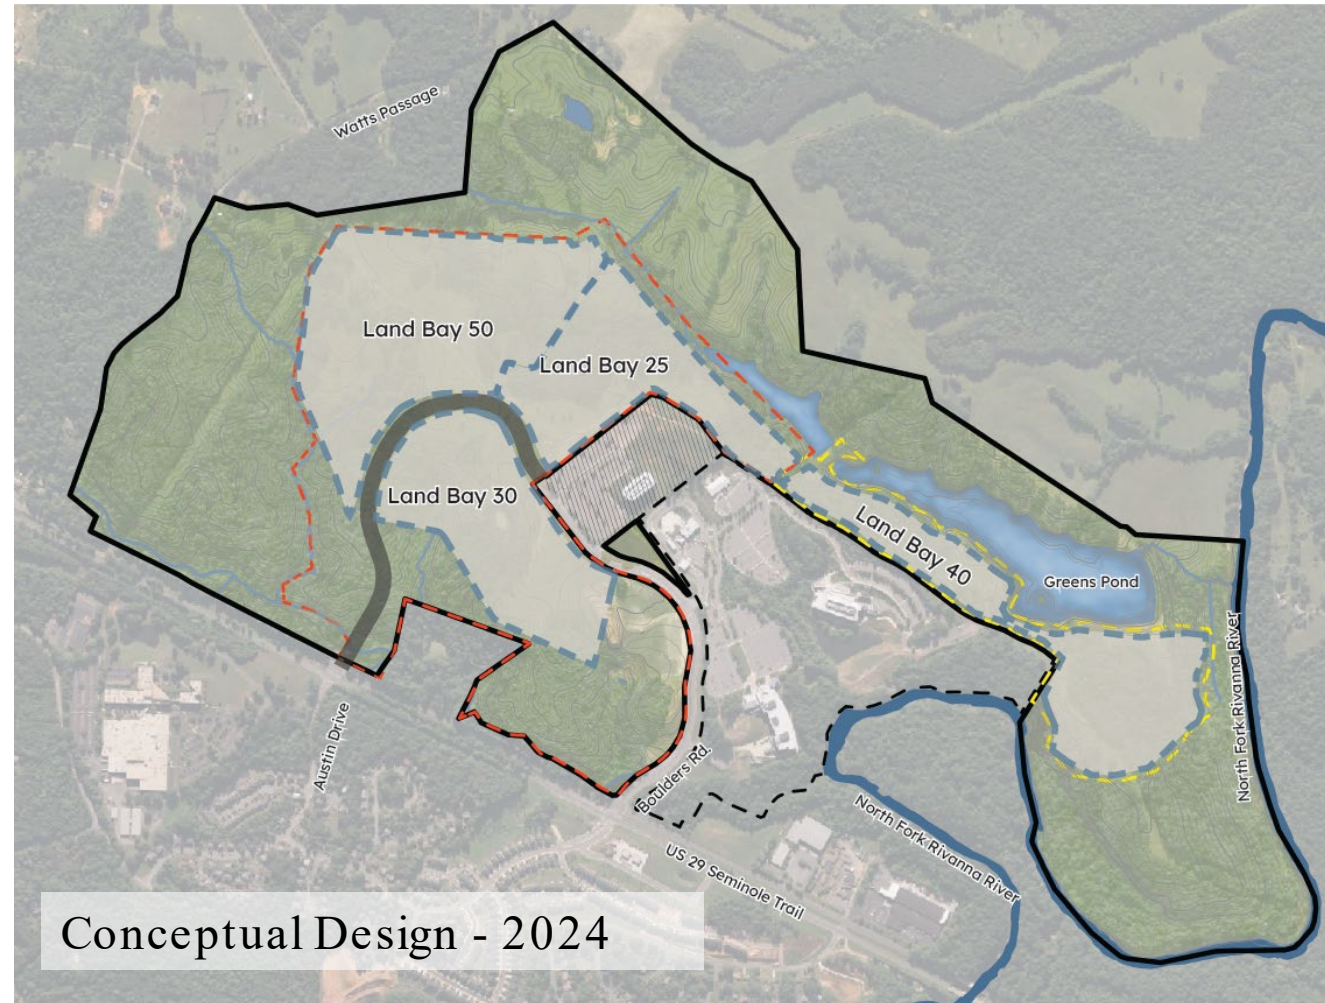 Watts Passage
Land Bay 50
Land Bay 25
Land Bay 30
Land Bay 40
Greens Pond
North Fork Rivanna River
Austin Drive
Boulders Rd.
North Fork Rivanna River
US 29 Seminole Trail
Conceptual Design - 2024